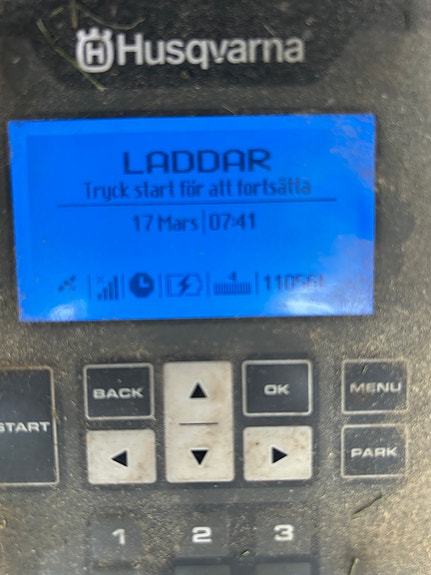 Husqvarna
LADDAR
Tryck start för att fortsätta
17 Mars 07:41
4
BACK
OK
MENU
START
PARK
1 2 3